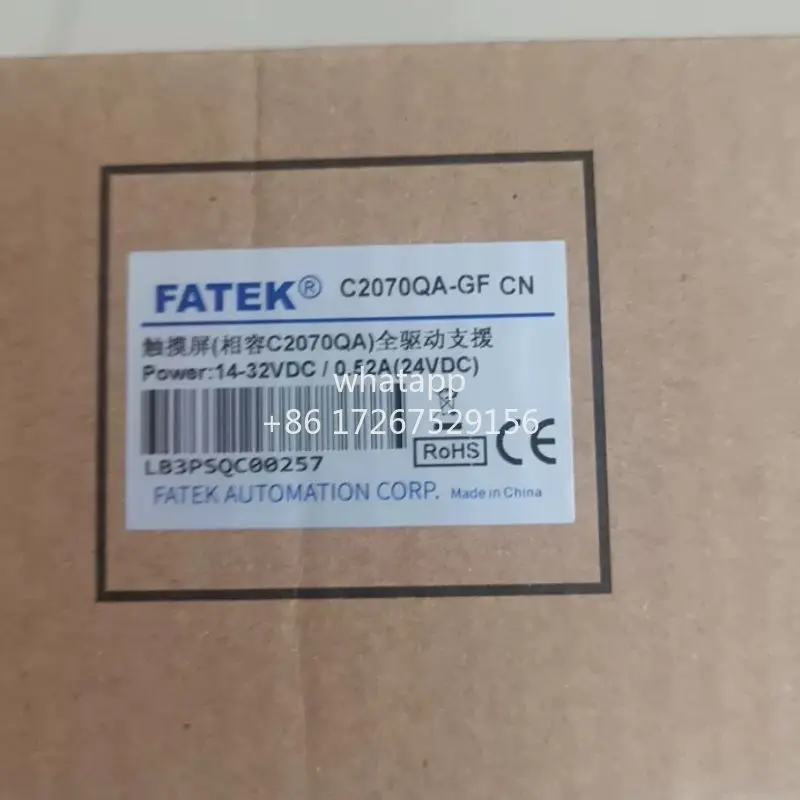 FATEK® C2070QA-GF CN
触摸屏(相容C2070QA)全驱动支援
Power:14-32VDC / 0.52A(24VDC)
whatapp
+86 17267529156
RoHS CE
LB3PSQC00257
FATEK AUTOMATION CORP. Made in China